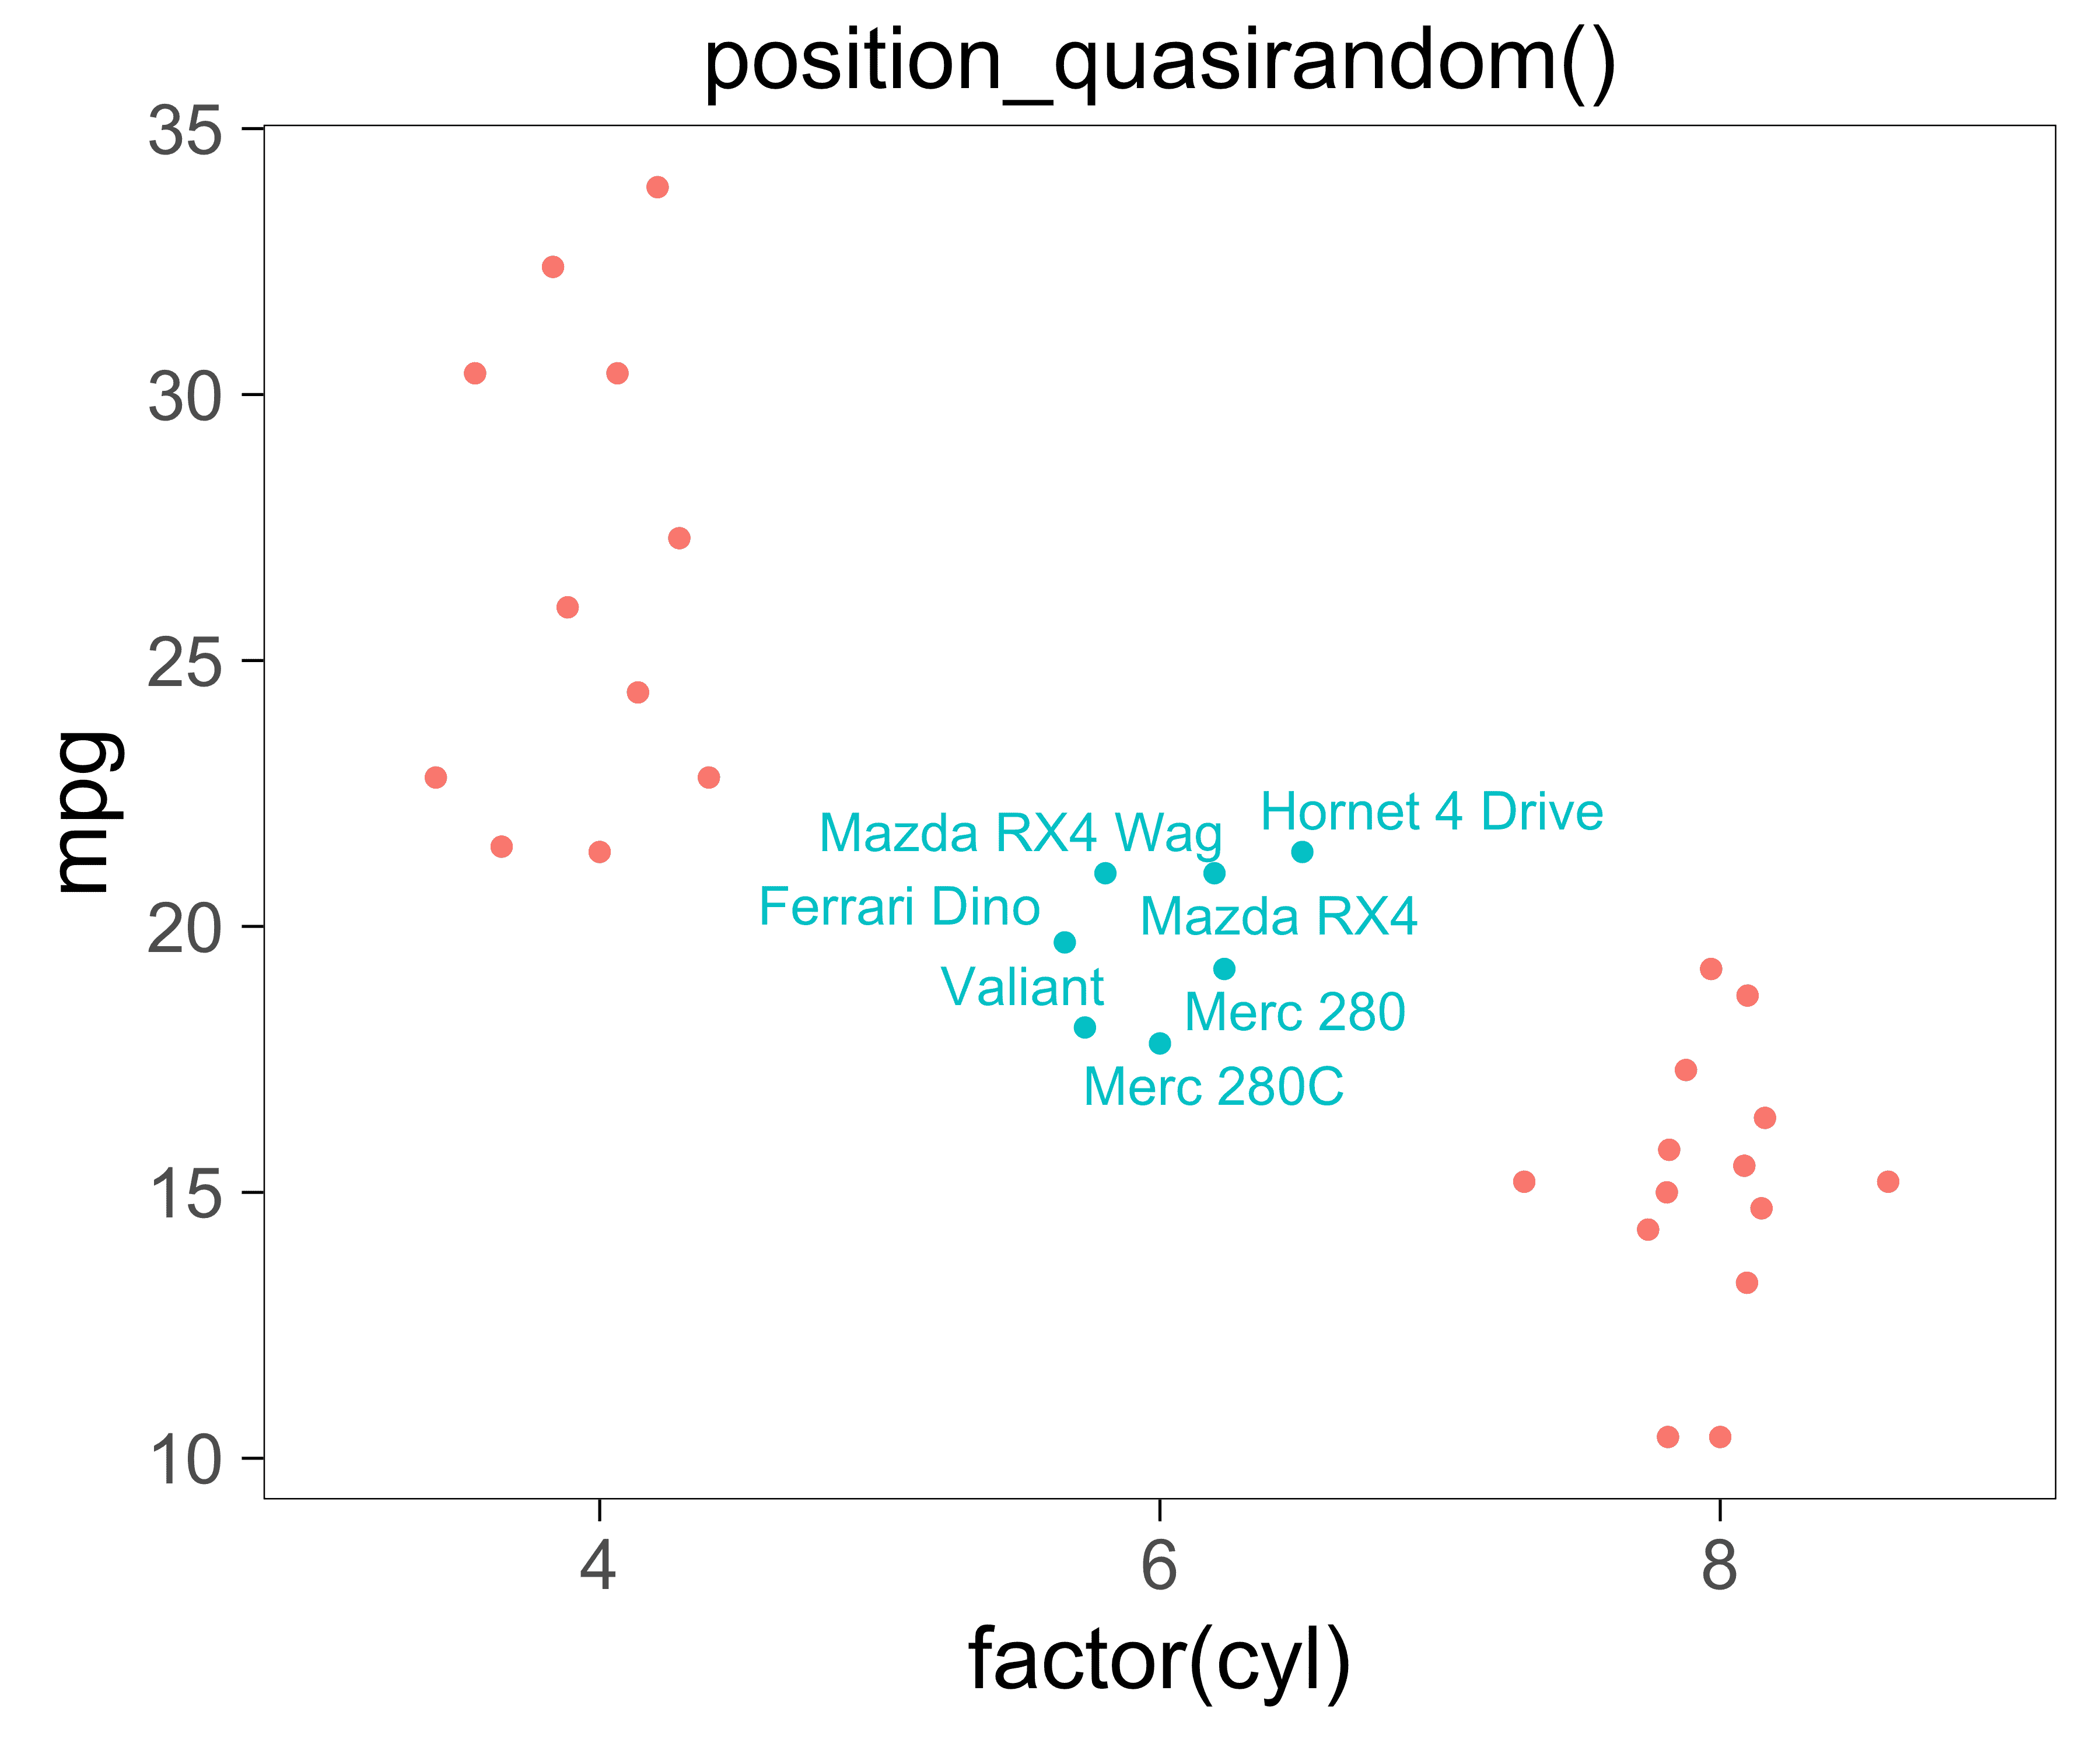 position_quasirandom()
35
30
25
20
15
10
mpg
Hornet 4 Drive
Mazda RX4 Wag
Ferrari Dino
Mazda RX4
Valiant
Merc 280
Merc 280C
4
6
8
factor(cyl)